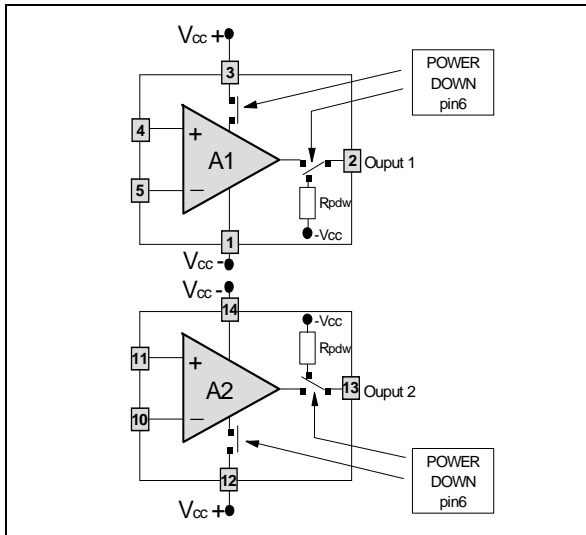 Vcc +
3
POWER
DOWN
pin6
4
+
A1
2
Ouput 1
5
−
Rpdw
-Vcc
1
Vcc -
Vcc -
14
-Vcc
Rpdw
11
+
A2
13
Ouput 2
10
−
POWER
DOWN
pin6
12
Vcc +